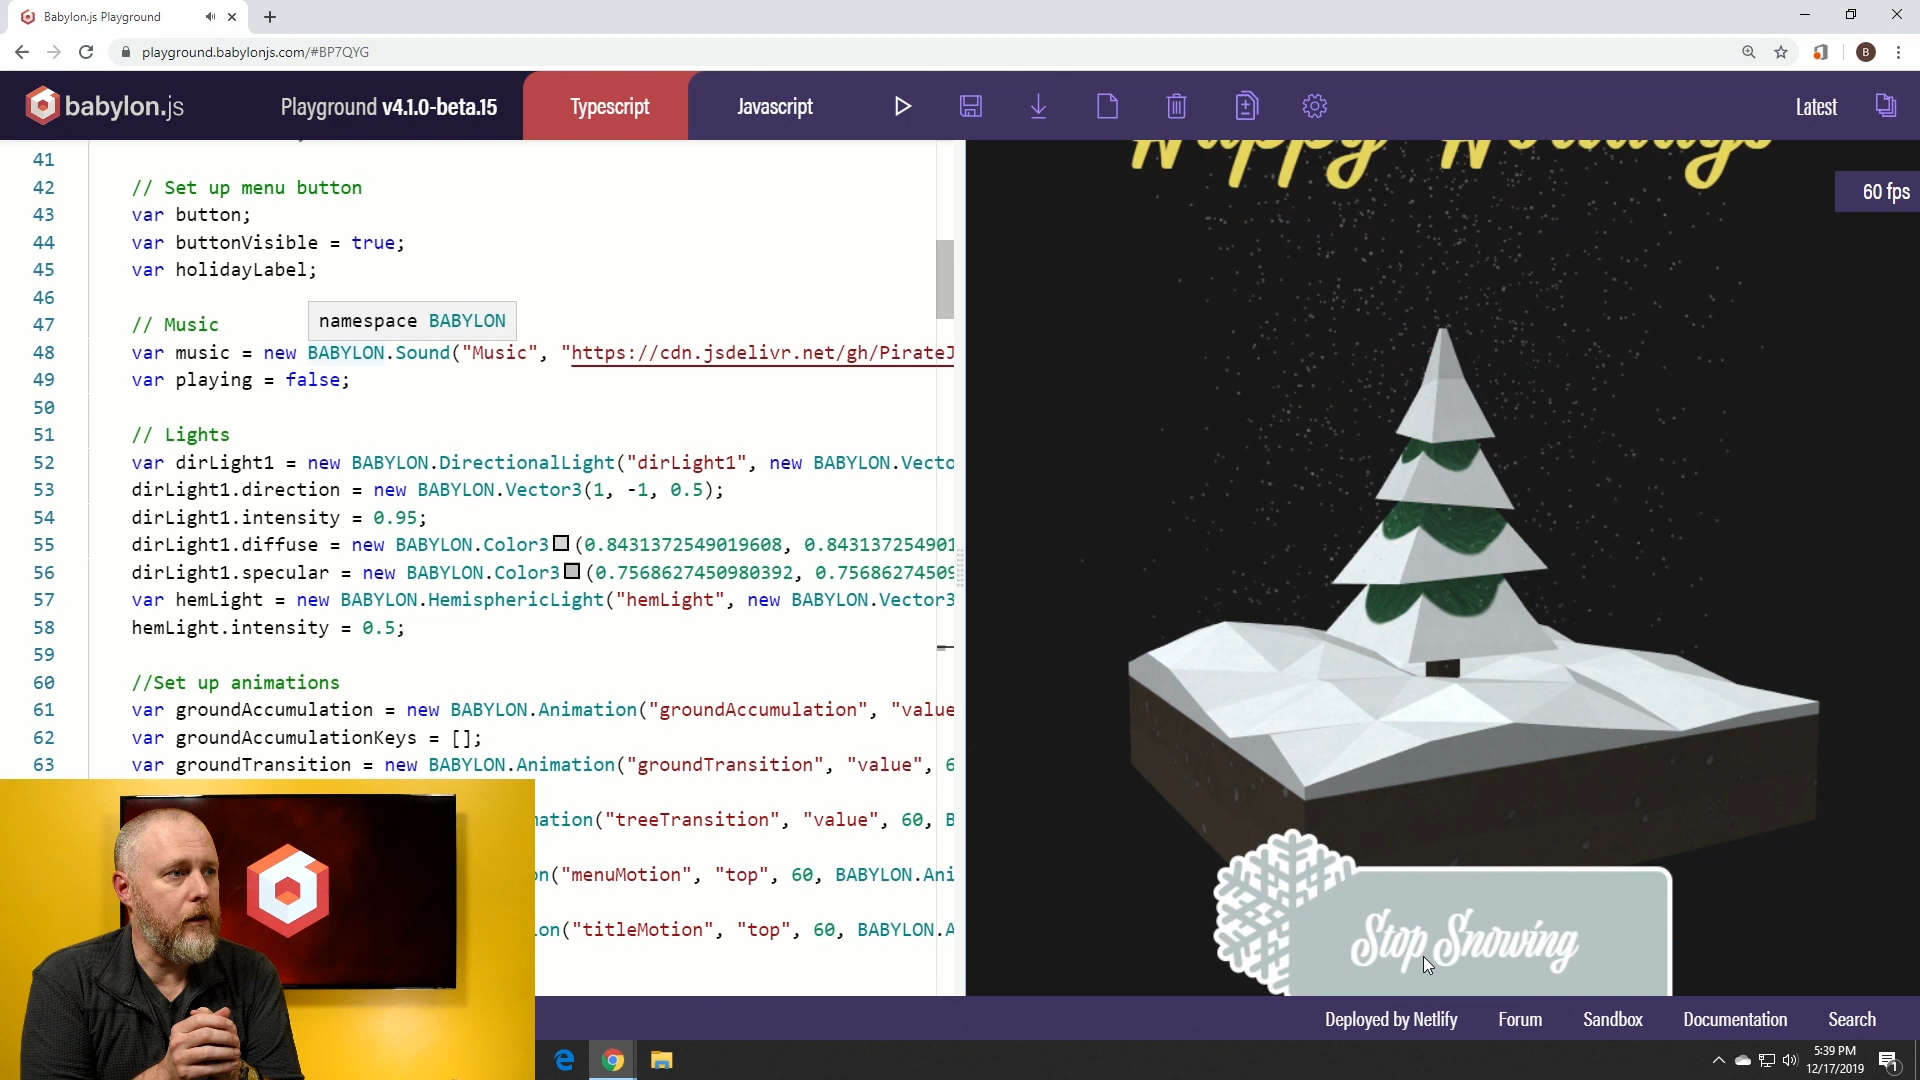 Babylon.js Playground
playground.babylonjs.com/#BP7QYG
B
babylon.js
Playground v4.1.0-beta.15
Typescript
Javascript
Latest
41
42 // Set up menu button
43 var button;
44 var buttonVisible = true;
45 var holidayLabel;
46
namespace BABYLON
47 // Music
48 var music = new BABYLON.Sound("Music", "https://cdn.jsdelivr.net/gh/PirateJ
49 var playing = false;
50
51 // Lights
52 var dirLight1 = new BABYLON.DirectionalLight("dirLight1", new BABYLON.Vecto
53 dirLight1.direction = new BABYLON.Vector3(1, -1, 0.5);
54 dirLight1.intensity = 0.95;
55 dirLight1.diffuse = new BABYLON.Color3(0.8431372549019608, 0.843137254901
56 dirLight1.specular = new BABYLON.Color3(0.7568627450980392, 0.75686274509
57 var hemLight = new BABYLON.HemisphericLight("hemLight", new BABYLON.Vector3
58 hemLight.intensity = 0.5;
59
60 //Set up animations
61 var groundAccumulation = new BABYLON.Animation("groundAccumulation", "value
62 var groundAccumulationKeys = [];
63 var groundTransition = new BABYLON.Animation("groundTransition", "value", 6
mation("treeTransition", "value", 60, B
on("menuMotion", "top", 60, BABYLON.Ani
ion("titleMotion", "top", 60, BABYLON.A
Happy Holidays
60 fps
Stop Snowing
Deployed by Netlify
Forum
Sandbox
Documentation
Search
5:39 PM
12/17/2019
1